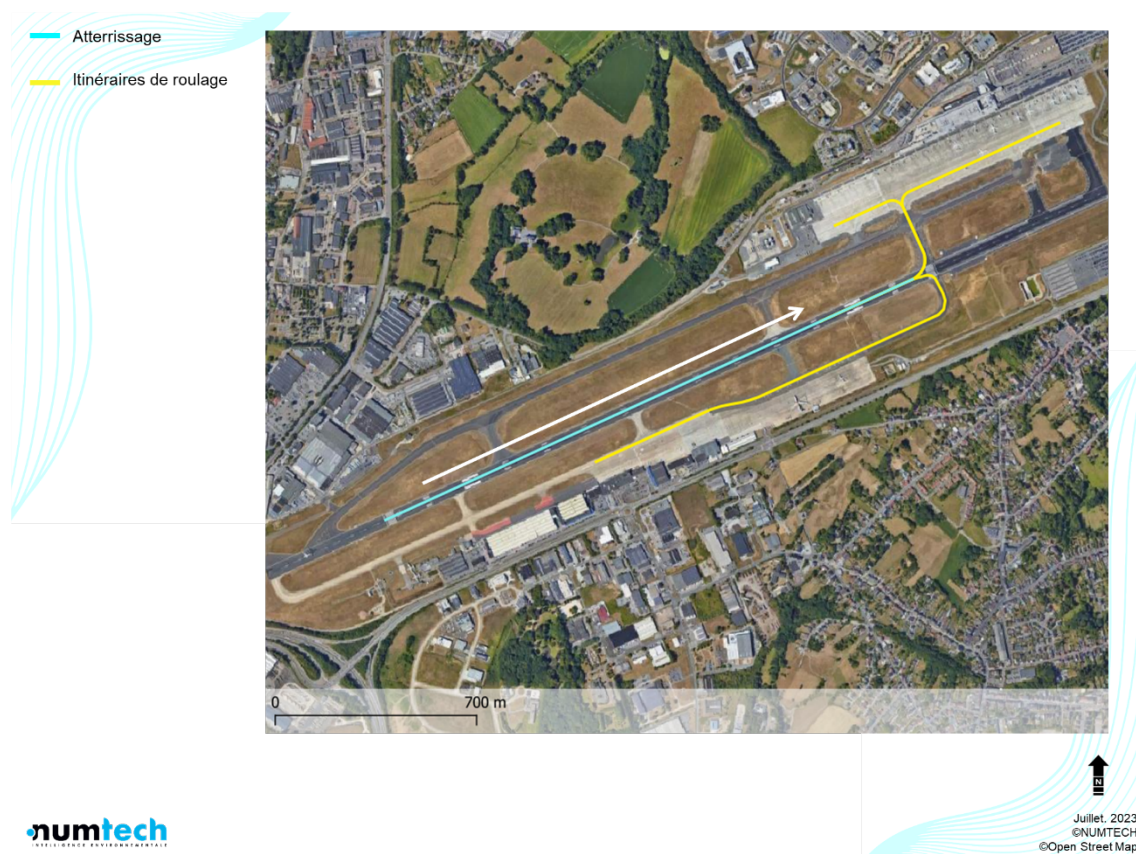 Atterrissage
Itinéraires de roulage
0 700 m
N
numtech
INTELLIGENCE ENVIRONNEMENTALE
Juillet. 2023
©NUMTECH
©Open Street Map